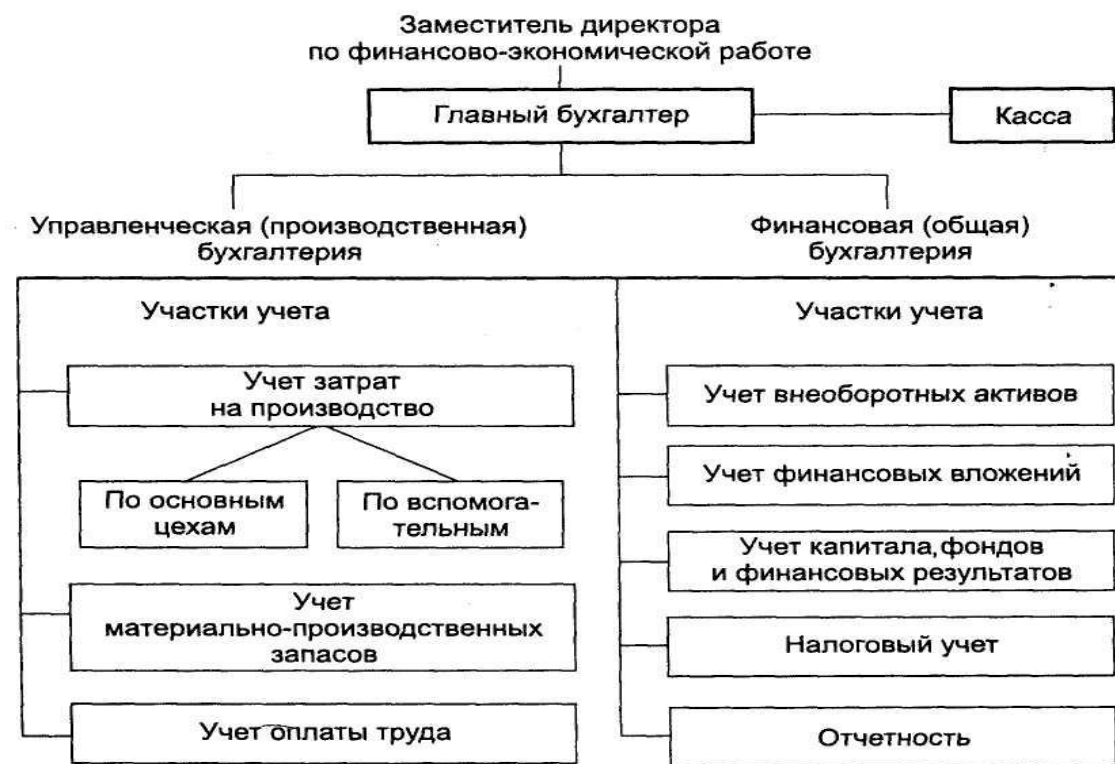 Заместитель директора
по финансово-экономической работе
Главный бухгалтер
Касса
Управленческая (производственная)
бухгалтерия
Финансовая (общая)
бухгалтерия
Участки учета
Учет затрат
на производство
По основным
цехам
По вспомога-
тельным
Учет
материально-производственных
запасов
Учет оплаты труда
Участки учета
Учет внеоборотных активов
Учет финансовых вложений
Учет капитала, фондов
и финансовых результатов
Налоговый учет
Отчетность